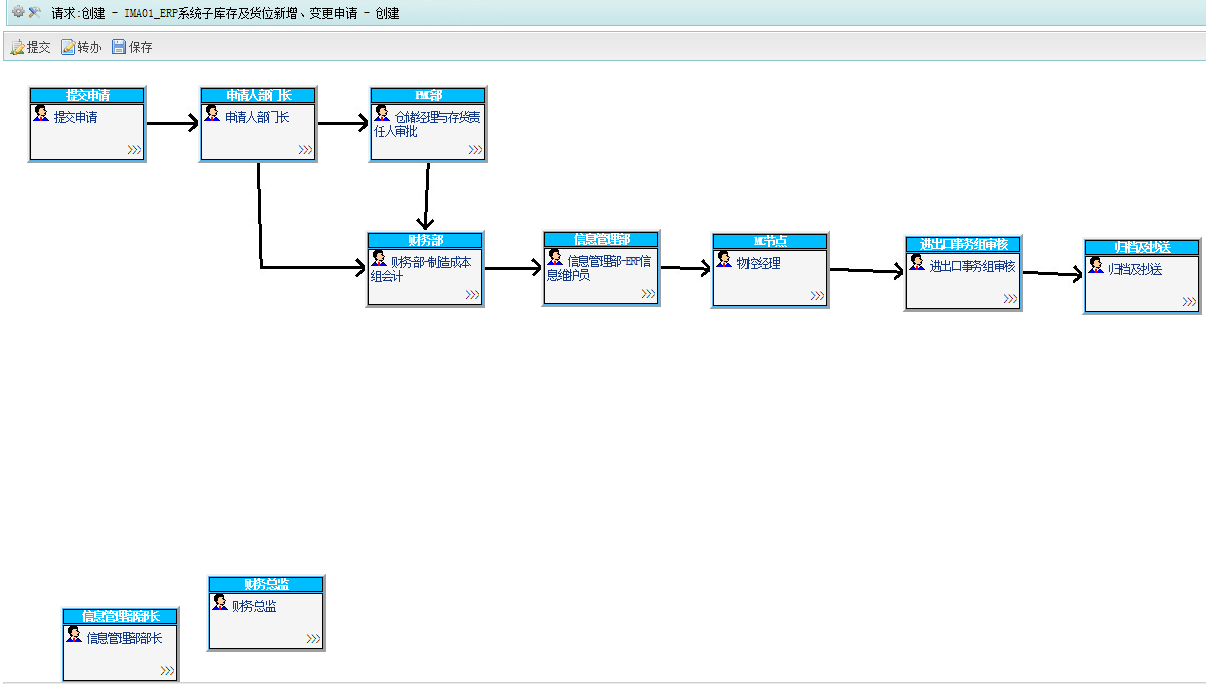 请求:创建 - IMA01_ERP系统子库存及货位新增、变更申请 - 创建
提交 转办 保存
提交申请
提交申请
申请人部门长
申请人部门长
PMC部
仓储经理与存货责
任人审批
财务部
财务部-制造成本
组会计
信息管理部
信息管理部-ERP信
息维护员
MC节点
物控经理
进出口事务组审核
进出口事务组审核
归档及抄送
归档及抄送
财务总监
财务总监
信息管理部部长
信息管理部部长